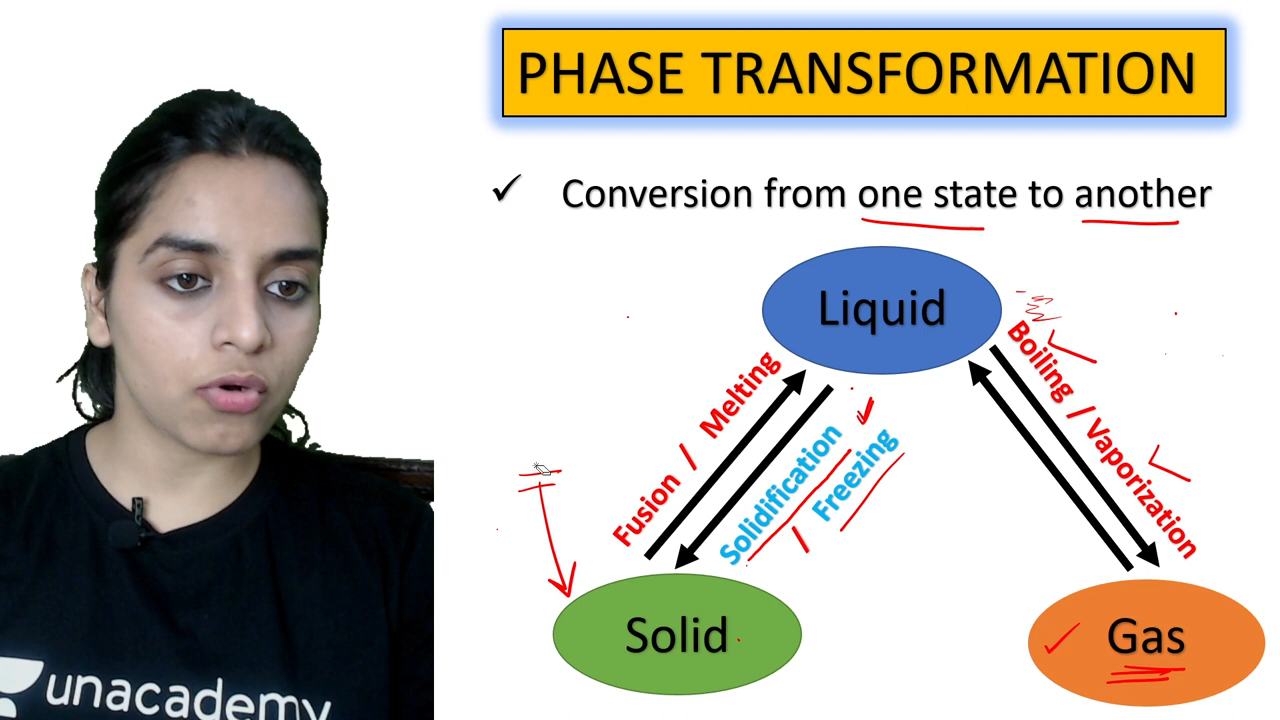 PHASE TRANSFORMATION
✓ Conversion from one state to another
Liquid
Fusion / Melting
Solidification
/ Freezing
Boiling / Vaporization
Solid
Gas
unacademy